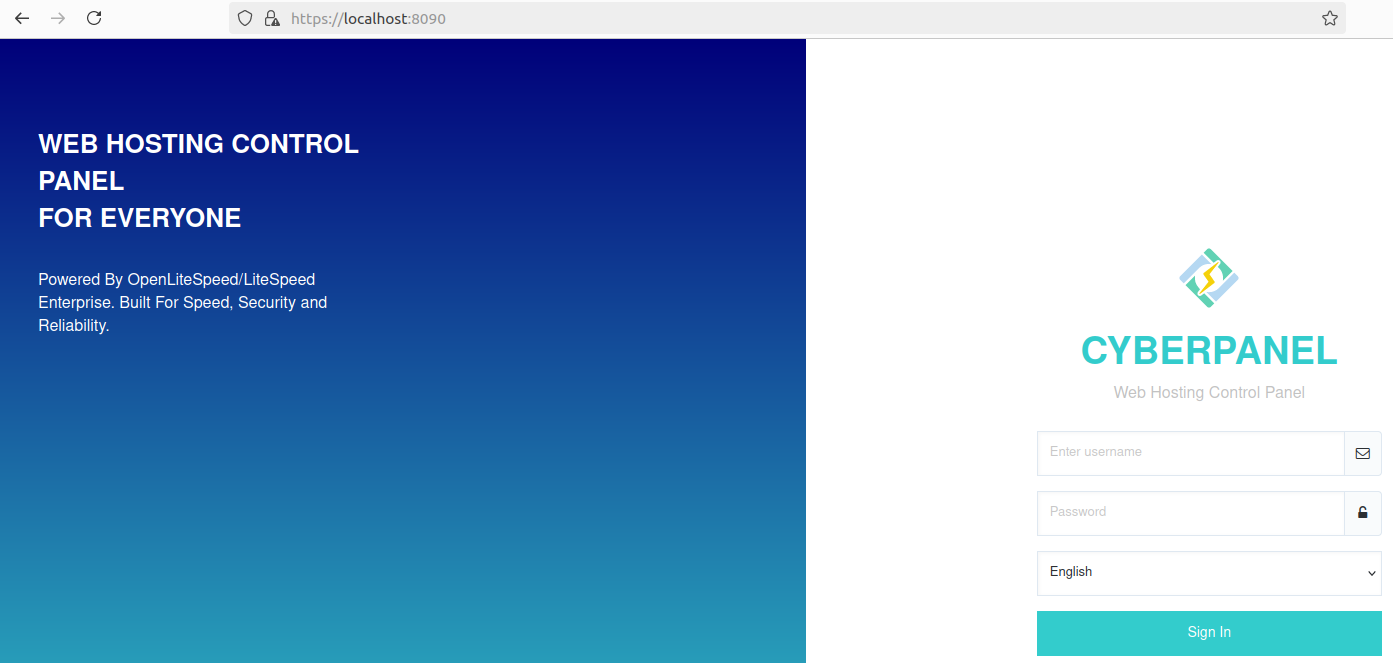 https://localhost:8090
WEB HOSTING CONTROL
PANEL
FOR EVERYONE
Powered By OpenLiteSpeed/LiteSpeed
Enterprise. Built For Speed, Security and
Reliability.
CYBERPANEL
Web Hosting Control Panel
Enter username
Password
English
Sign In